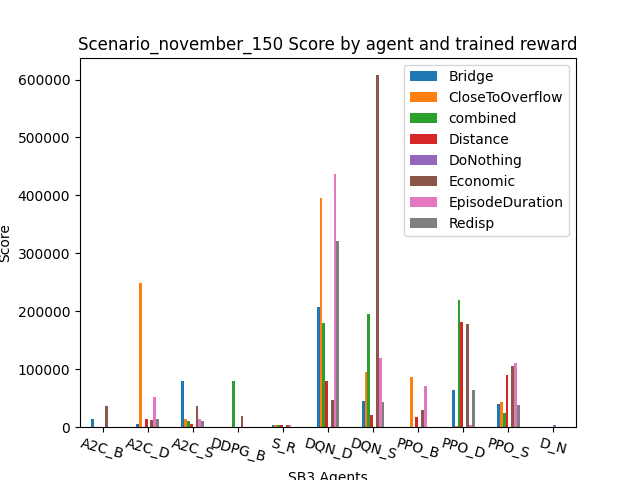 Scenario_november_150 Score by agent and trained reward
Score
600000
500000
400000
300000
200000
100000
0
Bridge
CloseToOverflow
combined
Distance
DoNothing
Economic
EpisodeDuration
Redisp
A2C_B
A2C_D
A2C_S
DDPG_B
S_R
DQN_D
DQN_S
PPO_B
PPO_D
PPO_S
D_N
SB3 Agents